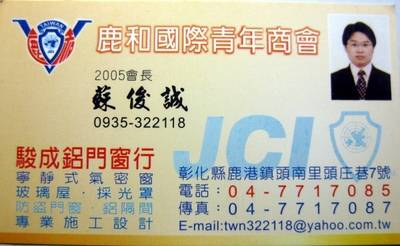 TAIWAN
鹿和國際青年商會
2005會長
蘇俊誠
0935-322118
JCI
駿成鋁門窗行
寧靜式氣密窗
玻璃屋·採光罩
防盜門窗·鋁隔間
專業施工設計
彰化縣鹿港鎮頭南里頭庄巷7號
電話:04-7717085
傳真:04-7717087
E-mail:twn322118@yahoo.com.tw